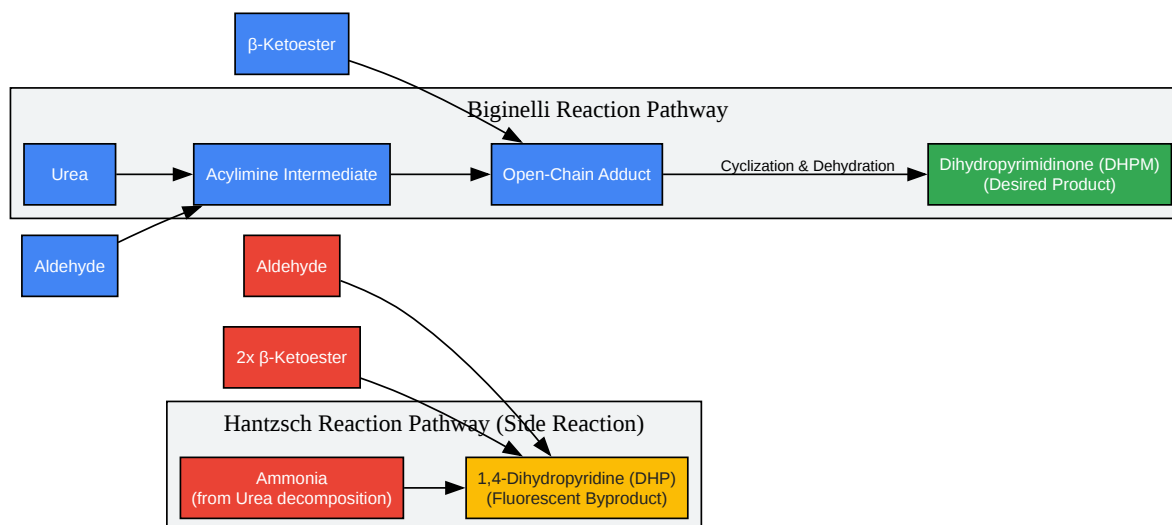 β-Ketoester
Biginelli Reaction Pathway
Urea
Acylimine Intermediate
Open-Chain Adduct
Cyclization & Dehydration
Dihydropyrimidinone (DHPM)
(Desired Product)
Aldehyde
Aldehyde
2x β-Ketoester
Hantzsch Reaction Pathway (Side Reaction)
Ammonia
(from Urea decomposition)
1,4-Dihydropyridine (DHP)
(Fluorescent Byproduct)